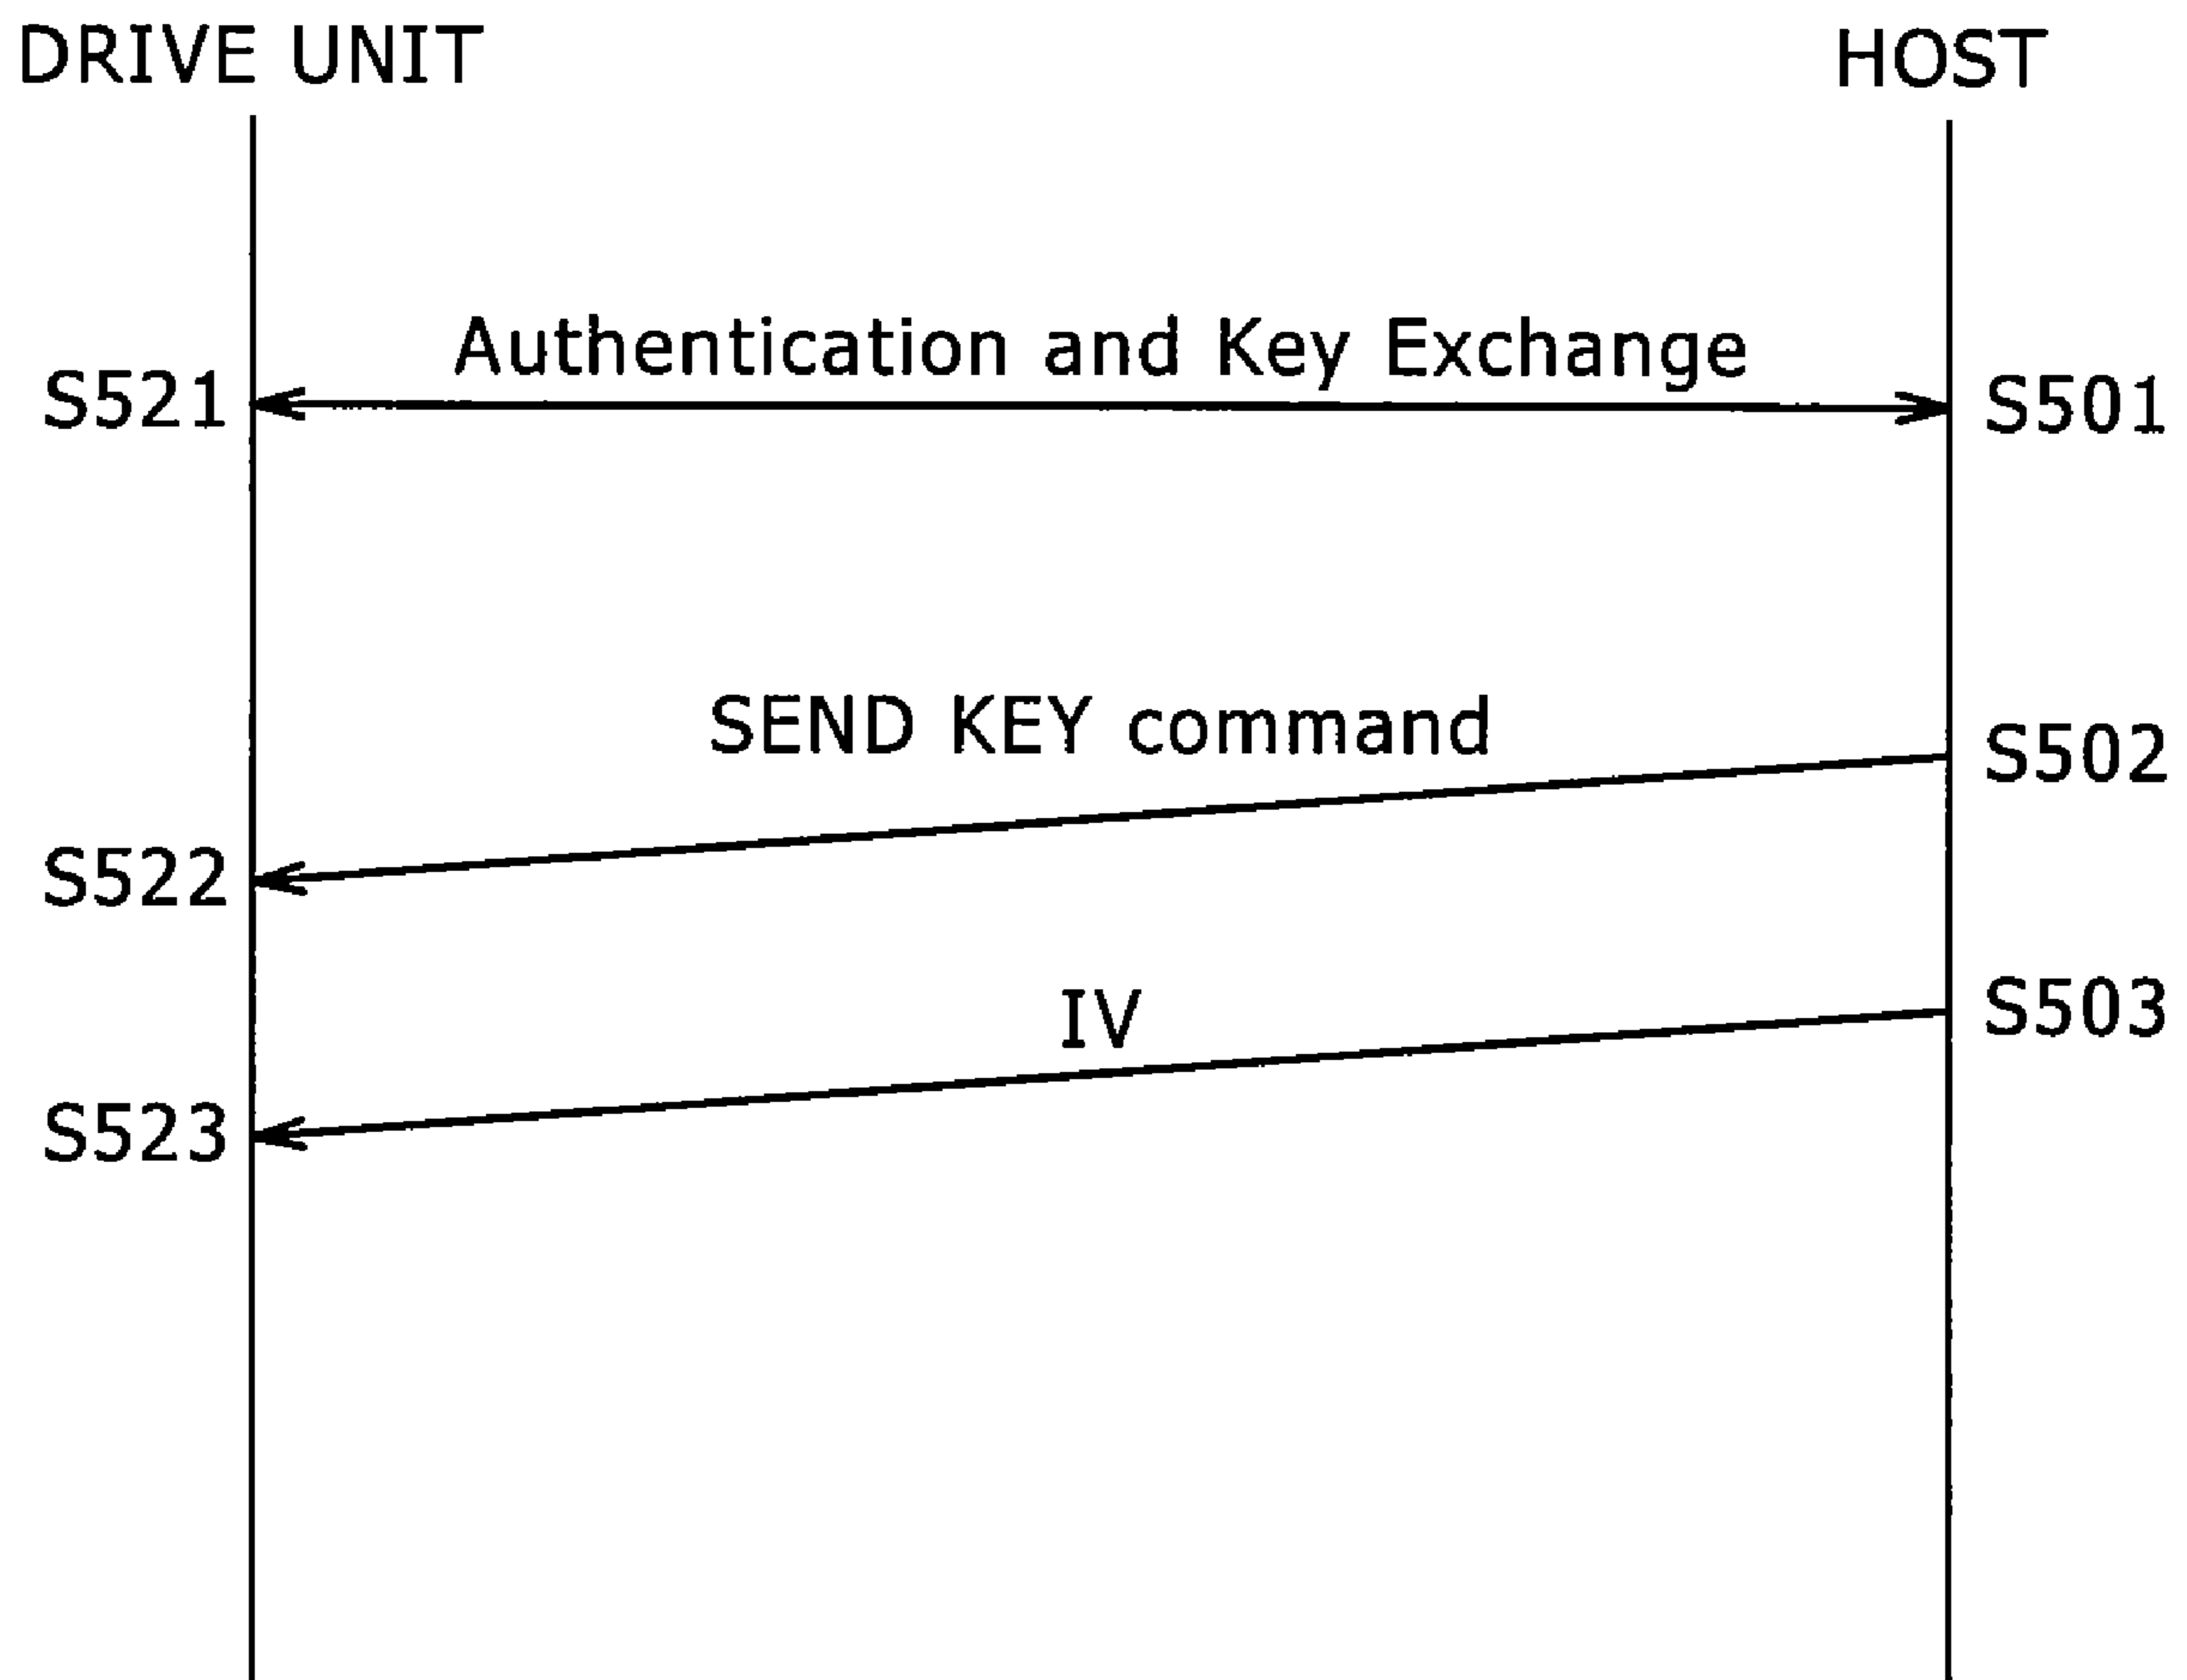 DRIVE UNIT
HOST
Authentication and Key Exchange
S521
S501
SEND KEY command
S502
S522
IV
S503
S523